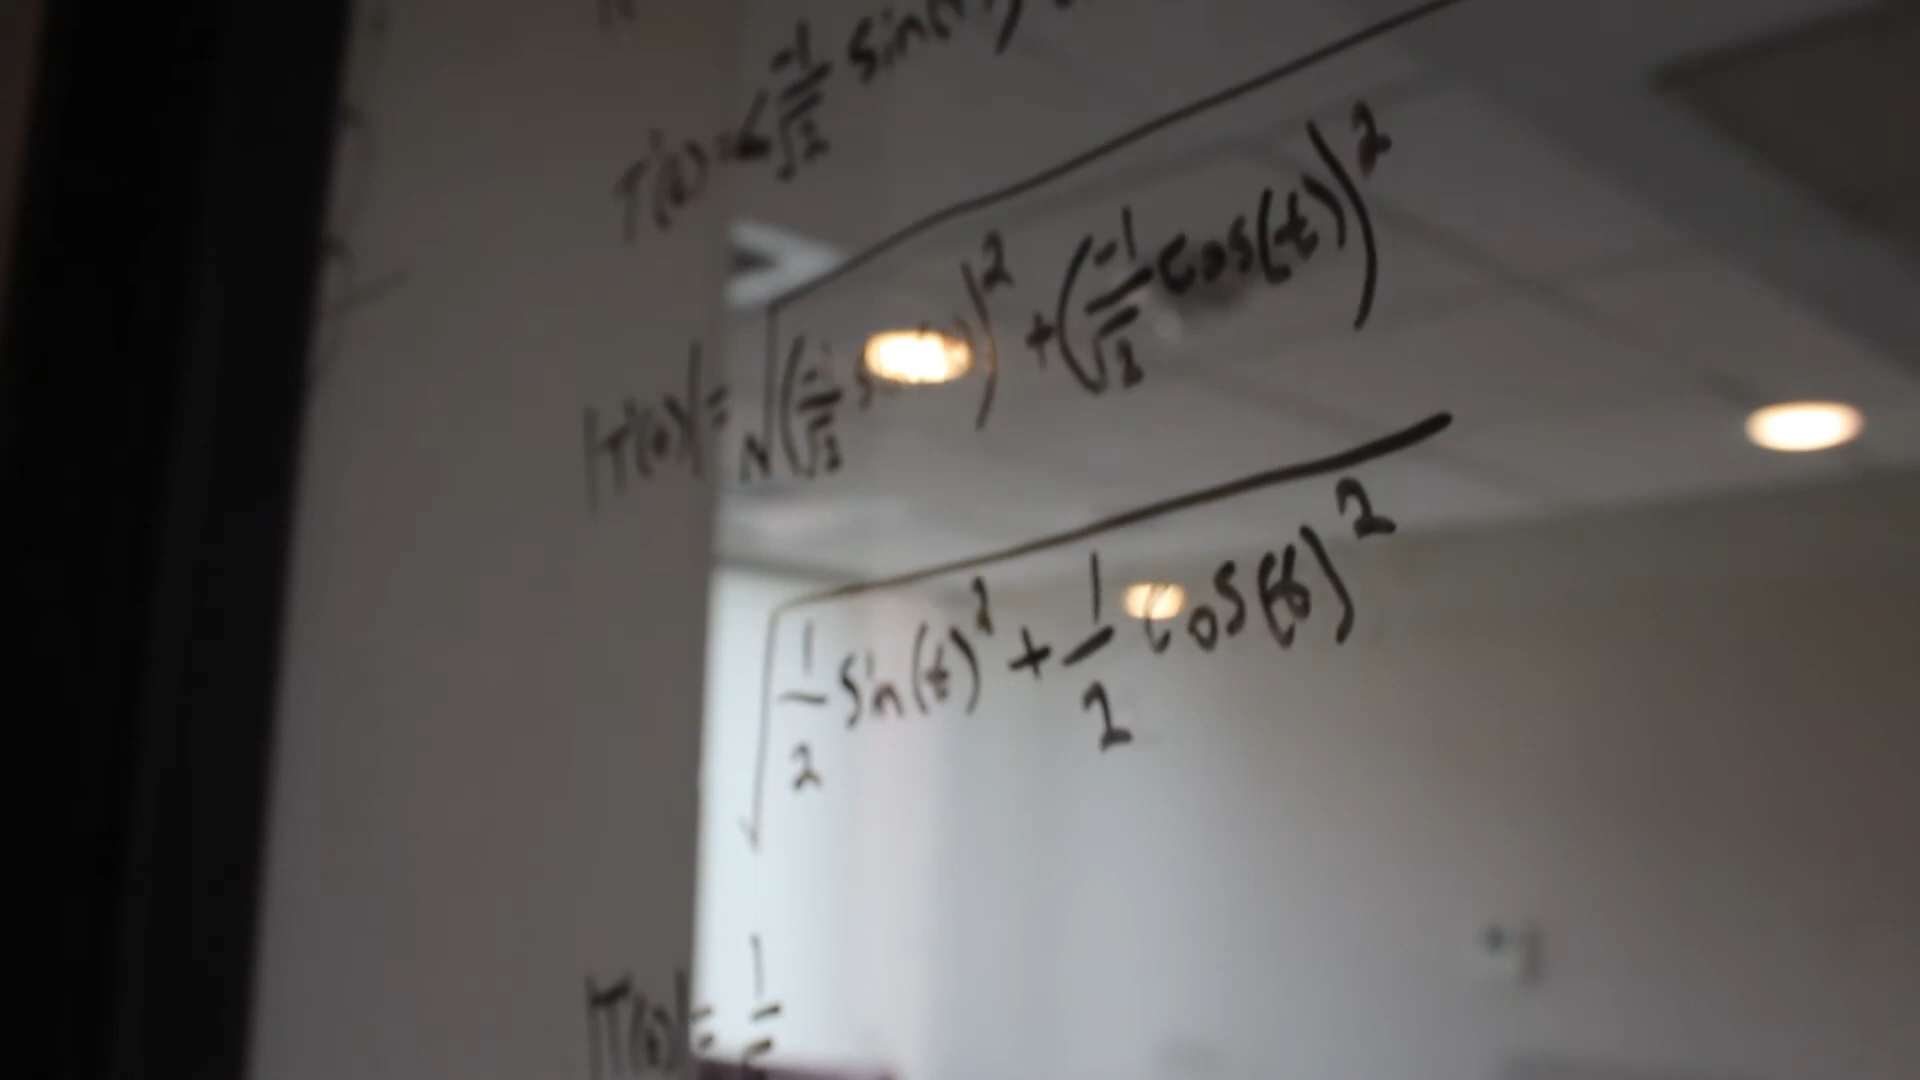 T'(t) = < -1/√2 sin(t)
|T'(t)| = √((-1/√2 sin(t))² + (-1/√2 cos(t))²)
√(1/2 sin(t)² + 1/2 cos(t)²)
|T'(t)| = 1/